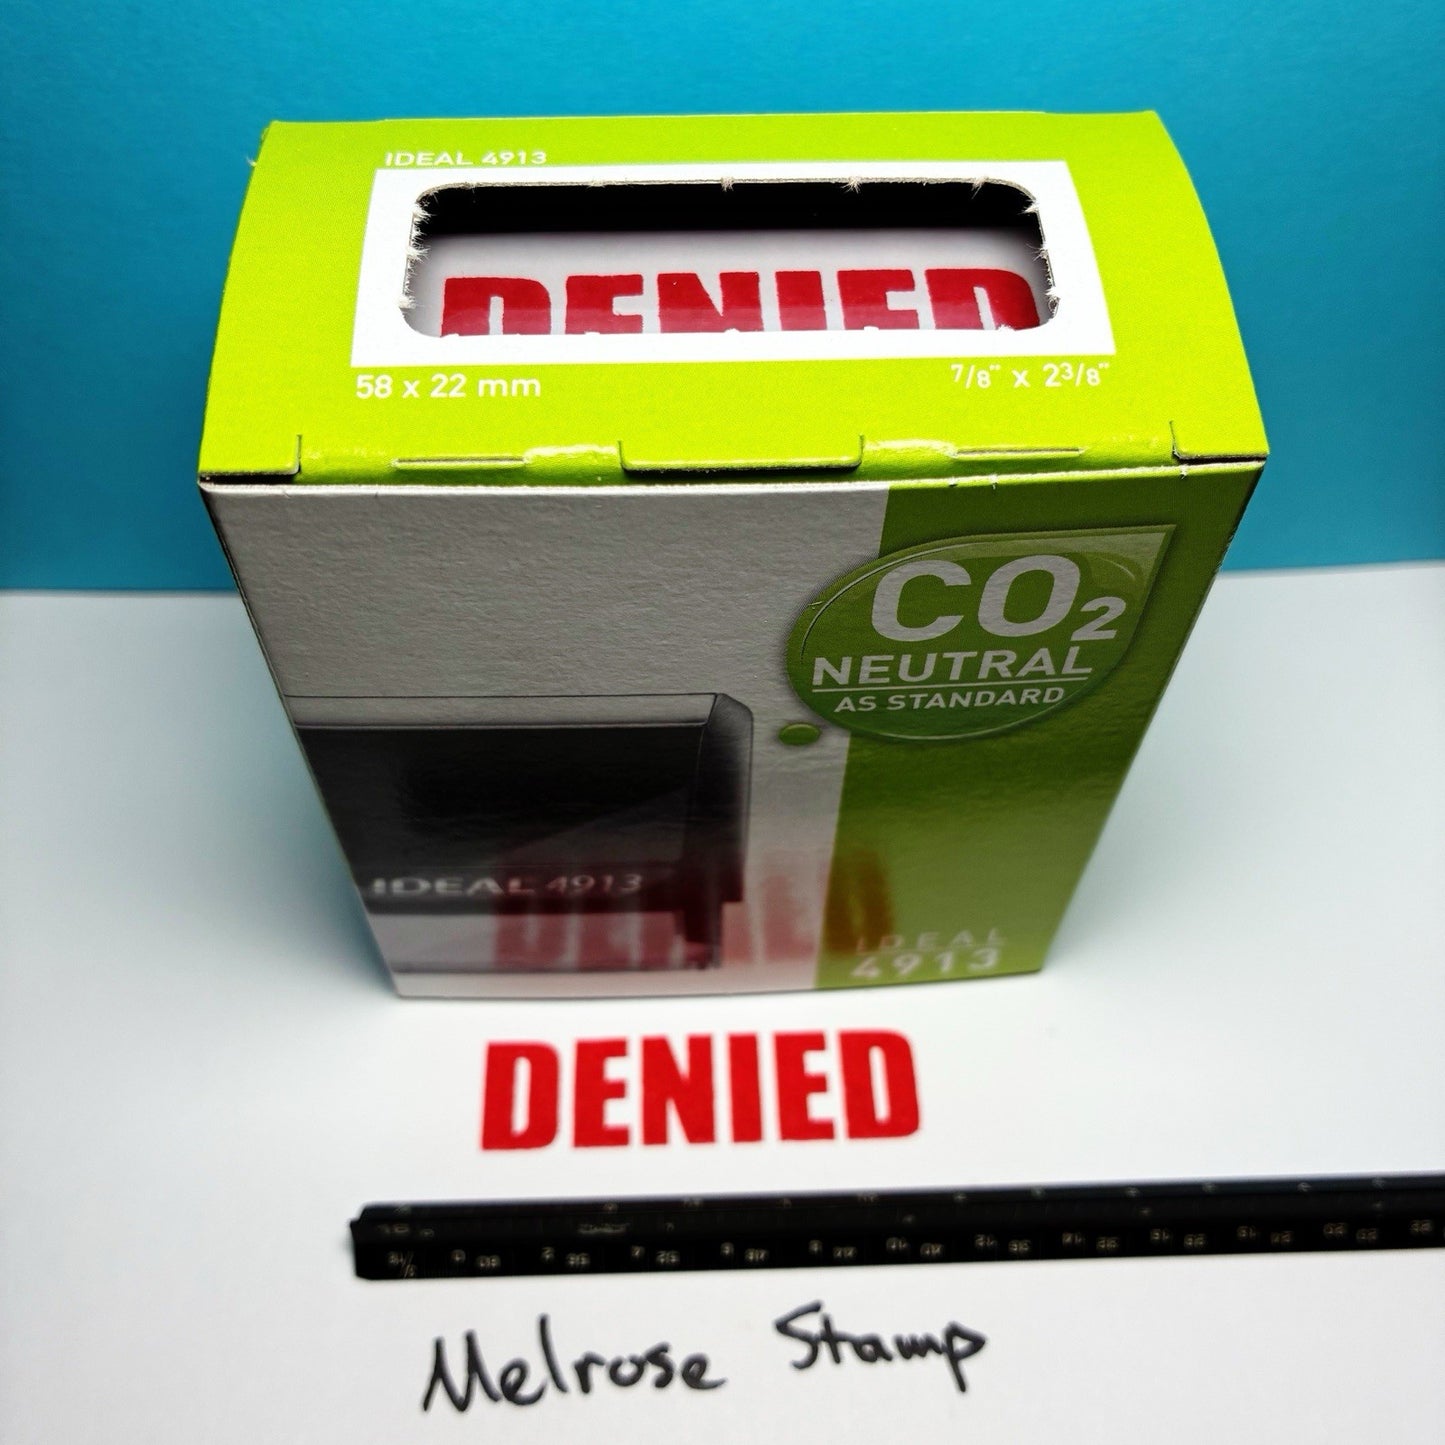 IDEAL 4913
DENIED
58 x 22 mm
7/8" x 2 3/8"
CO2
NEUTRAL
AS STANDARD
IDEAL 4913
IDEAL
4913
DENIED
Melrose Stamp